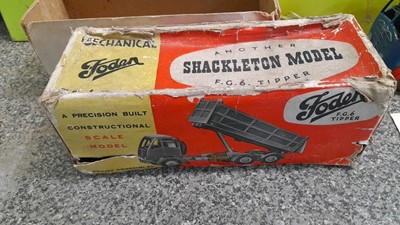 MECHANICAL
Foden
A PRECISION BUILT
CONSTRUCTIONAL
SCALE
MODEL
ANOTHER
SHACKLETON MODEL
F.G.6. TIPPER
Foden
F.G.6
TIPPER